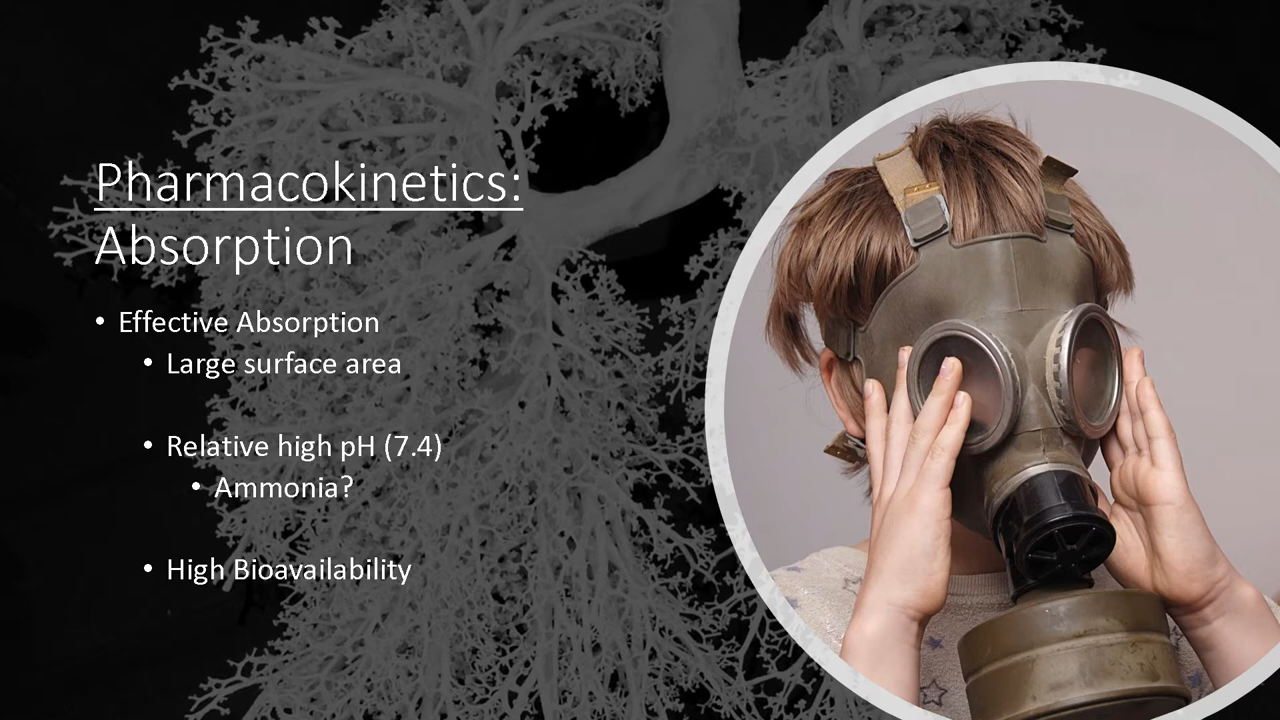 Pharmacokinetics:
Absorption
• Effective Absorption
• Large surface area
• Relative high pH (7.4)
• Ammonia?
• High Bioavailability